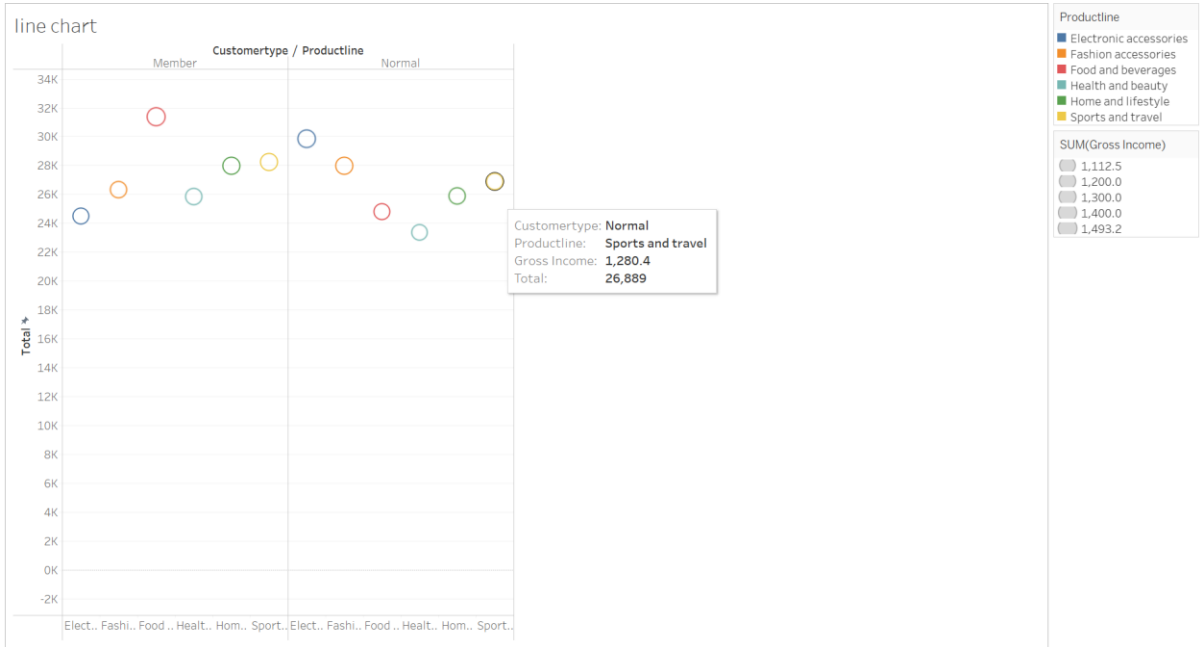 line chart
Customertype / Productline
Member
Normal
34K
32K
30K
28K
26K
24K
22K
20K
18K
16K
14K
12K
10K
8K
6K
4K
2K
0K
-2K
Total
Elect.. Fashi.. Food .. Healt.. Hom.. Sport.. Elect.. Fashi.. Food .. Healt.. Hom.. Sport..
Customertype: Normal
Productline: Sports and travel
Gross Income: 1,280.4
Total: 26,889
Productline
Electronic accessories
Fashion accessories
Food and beverages
Health and beauty
Home and lifestyle
Sports and travel
SUM(Gross Income)
1,112.5
1,200.0
1,300.0
1,400.0
1,493.2